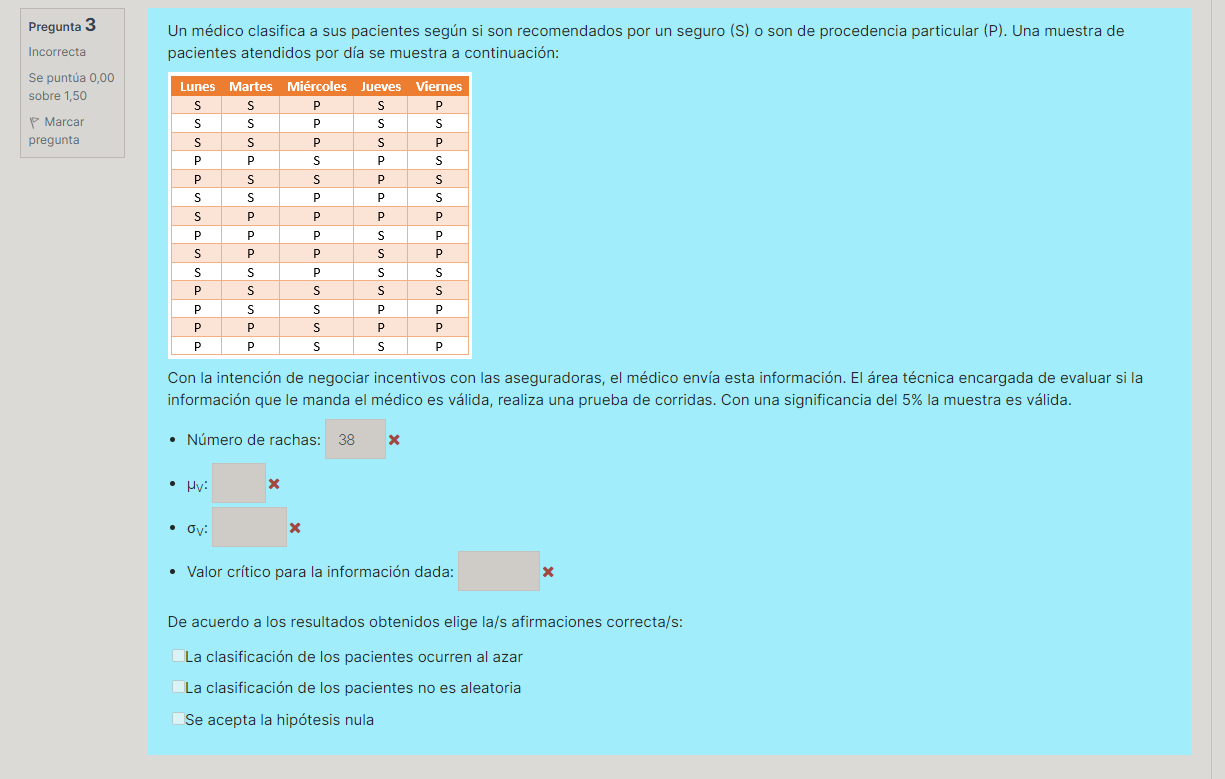 Pregunta 3
Incorrecta
Se puntúa 0,00
sobre 1,50
Marcar
pregunta
Un médico clasifica a sus pacientes según si son recomendados por un seguro (S) o son de procedencia particular (P). Una muestra de
pacientes atendidos por día se muestra a continuación:
Lunes Martes Miércoles Jueves Viernes
S S P S P
S S P S S
S S P S P
P P S P S
P S S P S
S S P P S
S P P P P
P P P S P
S P P S P
S S P S S
P S S S S
P S S P P
P P S P P
P P S S P
Con la intención de negociar incentivos con las aseguradoras, el médico envía esta información. El área técnica encargada de evaluar si la
información que le manda el médico es válida, realiza una prueba de corridas. Con una significancia del 5% la muestra es válida.
• Número de rachas: 38
• μV:
• σV:
• Valor crítico para la información dada:
De acuerdo a los resultados obtenidos elige la/s afirmaciones correcta/s:
La clasificación de los pacientes ocurren al azar
La clasificación de los pacientes no es aleatoria
Se acepta la hipótesis nula